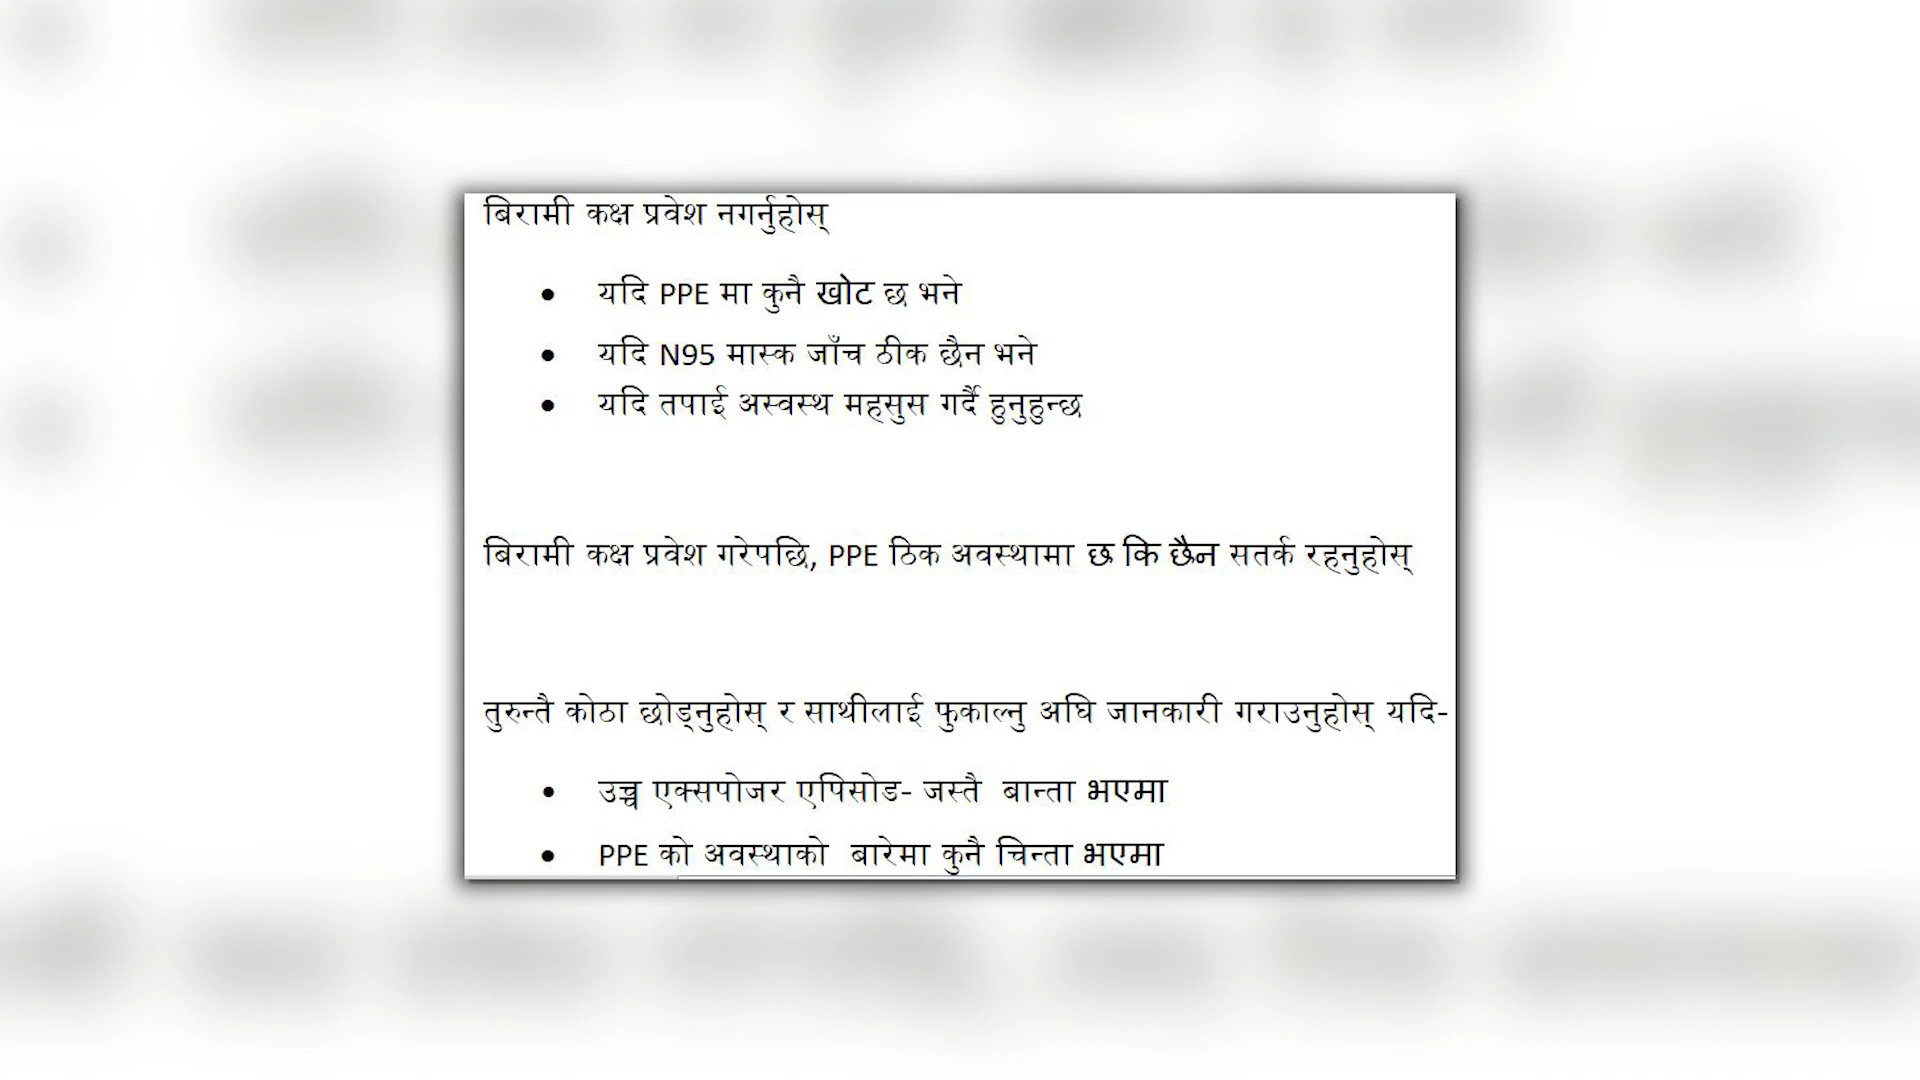 बिरामी कक्ष प्रवेश नगर्नुहोस्
• यदि PPE मा कुनै खोट छ भने
• यदि N95 मास्क जाँच ठीक छैन भने
• यदि तपाई अस्वस्थ महसुस गर्दै हुनुहुन्छ
बिरामी कक्ष प्रवेश गरेपछि, PPE ठिक अवस्थामा छ कि छैन सतर्क रहनुहोस्
तुरुन्तै कोठा छोड्नुहोस् र साथीलाई फुकाल्नु अघि जानकारी गराउनुहोस् यदि-
• उच्च एक्सपोजर एपिसोड- जस्तै बान्ता भएमा
• PPE को अवस्थाको बारेमा कुनै चिन्ता भएमा